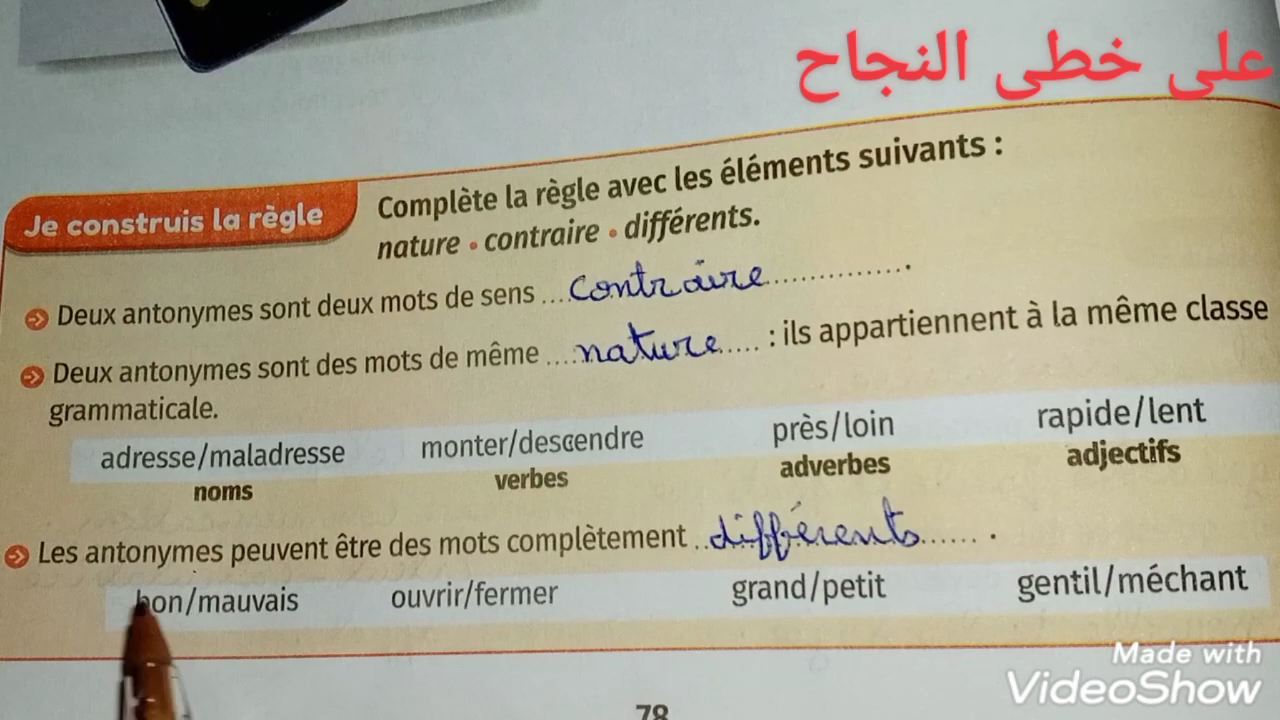 على خطى النجاح
Je construis la règle
Complète la règle avec les éléments suivants :
nature • contraire • différents.
Deux antonymes sont deux mots de sens ...contraire................
Deux antonymes sont des mots de même ....nature..... : ils appartiennent à la même classe
grammaticale.
adresse/maladresse monter/descendre près/loin rapide/lent
noms verbes adverbes adjectifs
Les antonymes peuvent être des mots complètement ..différents...... .
bon/mauvais ouvrir/fermer grand/petit gentil/méchant
78
Made with
VideoShow